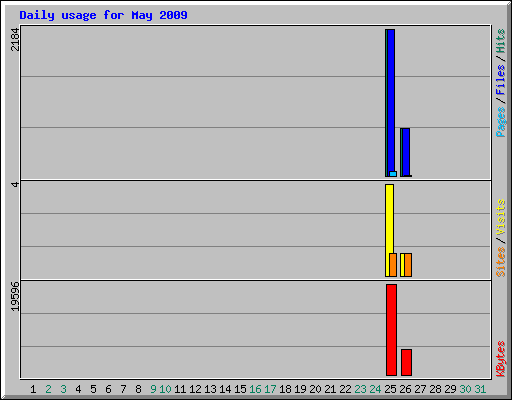 Daily usage for May 2009
2184
4
19596
Pages/Files/Hits
Sites/Visits
KBytes
1 2 3 4 5 6 7 8 9 10 11 12 13 14 15 16 17 18 19 20 21 22 23 24 25 26 27 28 29 30 31